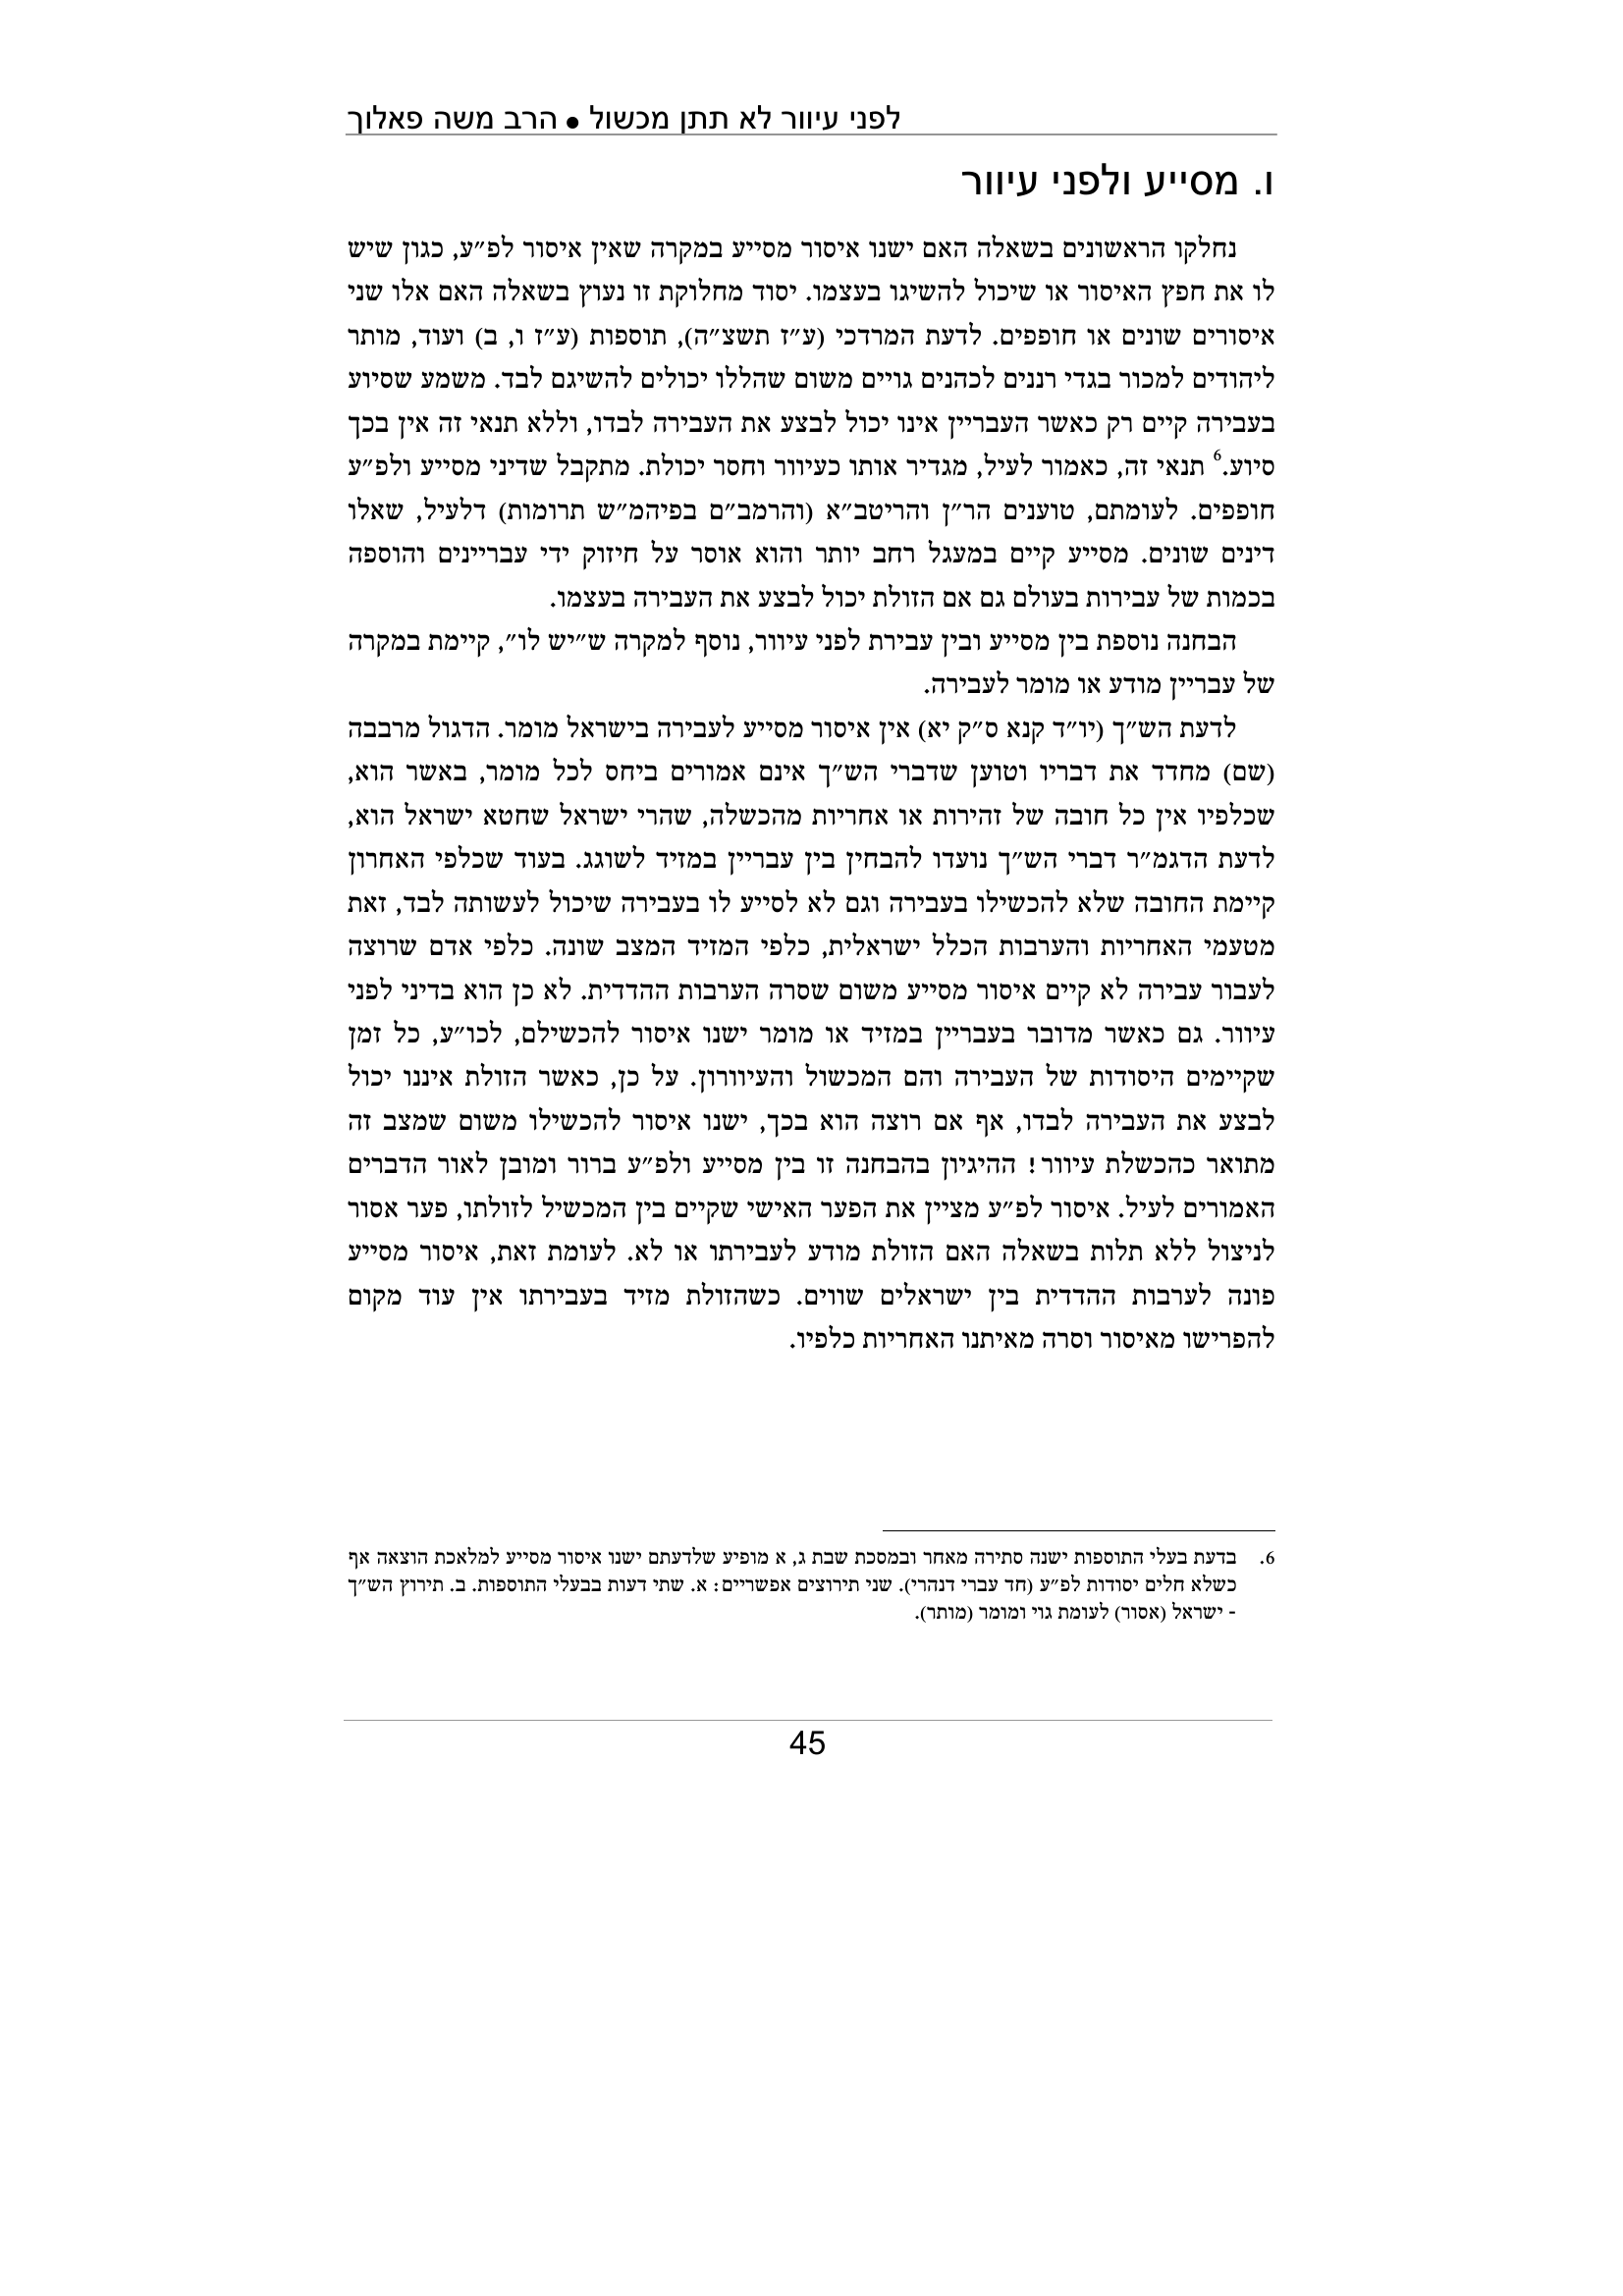 לפני עיוור לא תתן מכשול ● הרב משה פאלוך
ו. מסייע ולפני עיוור
נחלקו הראשונים בשאלה האם ישנו איסור מסייע במקרה שאין איסור לפ״ע, כגון שיש
לו את חפץ האיסור או שיכול להשיגו בעצמו. יסוד מחלוקת זו נעוץ בשאלה האם אלו שני
איסורים שונים או חופפים. לדעת המרדכי (ע״ז תשצ״ה), תוספות (ע״ז ו, ב) ועוד, מותר
ליהודים למכור בגדי רננים לכהנים גויים משום שהללו יכולים להשיגם לבד. משמע שסיוע
בעבירה קיים רק כאשר העבריין אינו יכול לבצע את העבירה לבדו, וללא תנאי זה אין בכך
סיוע.6 תנאי זה, כאמור לעיל, מגדיר אותו כעיוור וחסר יכולת. מתקבל שדיני מסייע ולפ״ע
חופפים. לעומתם, טוענים הר״ן והריטב״א (והרמב״ם בפיהמ״ש תרומות) דלעיל, שאלו
דינים שונים. מסייע קיים במעגל רחב יותר והוא אוסר על חיזוק ידי עבריינים והוספה
בכמות של עבירות בעולם גם אם הזולת יכול לבצע את העבירה בעצמו.
הבחנה נוספת בין מסייע ובין עבירת לפני עיוור, נוסף למקרה ש״יש לו״, קיימת במקרה
של עבריין מודע או מומר לעבירה.
לדעת הש״ך (יו״ד קנא ס״ק יא) אין איסור מסייע לעבירה בישראל מומר. הדגול מרבבה
(שם) מחדד את דבריו וטוען שדברי הש״ך אינם אמורים ביחס לכל מומר, באשר הוא,
שכלפיו אין כל חובה של זהירות או אחריות מהכשלה, שהרי ישראל שחטא ישראל הוא,
לדעת הדגמ״ר דברי הש״ך נועדו להבחין בין עבריין במזיד לשוגג. בעוד שכלפי האחרון
קיימת החובה שלא להכשילו בעבירה וגם לא לסייע לו בעבירה שיכול לעשותה לבד, זאת
מטעמי האחריות והערבות הכלל ישראלית, כלפי המזיד המצב שונה. כלפי אדם שרוצה
לעבור עבירה לא קיים איסור מסייע משום שסרה הערבות ההדדית. לא כן הוא בדיני לפני
עיוור. גם כאשר מדובר בעבריין במזיד או מומר ישנו איסור להכשילם, לכו״ע, כל זמן
שקיימים היסודות של העבירה והם המכשול והעיוורון. על כן, כאשר הזולת איננו יכול
לבצע את העבירה לבדו, אף אם רוצה הוא בכך, ישנו איסור להכשילו משום שמצב זה
מתואר כהכשלת עיוור! ההיגיון בהבחנה זו בין מסייע ולפ״ע ברור ומובן לאור הדברים
האמורים לעיל. איסור לפ״ע מציין את הפער האישי שקיים בין המכשיל לזולתו, פער אסור
לניצול ללא תלות בשאלה האם הזולת מודע לעבירתו או לא. לעומת זאת, איסור מסייע
פונה לערבות ההדדית בין ישראלים שווים. כשהזולת מזיד בעבירתו אין עוד מקום
להפרישו מאיסור וסרה מאיתנו האחריות כלפיו.
6. בדעת בעלי התוספות ישנה סתירה מאחר ובמסכת שבת ג, א מופיע שלדעתם ישנו איסור מסייע למלאכת הוצאה אף
כשלא חלים יסודות לפ״ע (חד עברי דנהרי). שני תירוצים אפשריים: א. שתי דעות בבעלי התוספות. ב. תירוץ הש״ך
- ישראל (אסור) לעומת גוי ומומר (מותר).
45